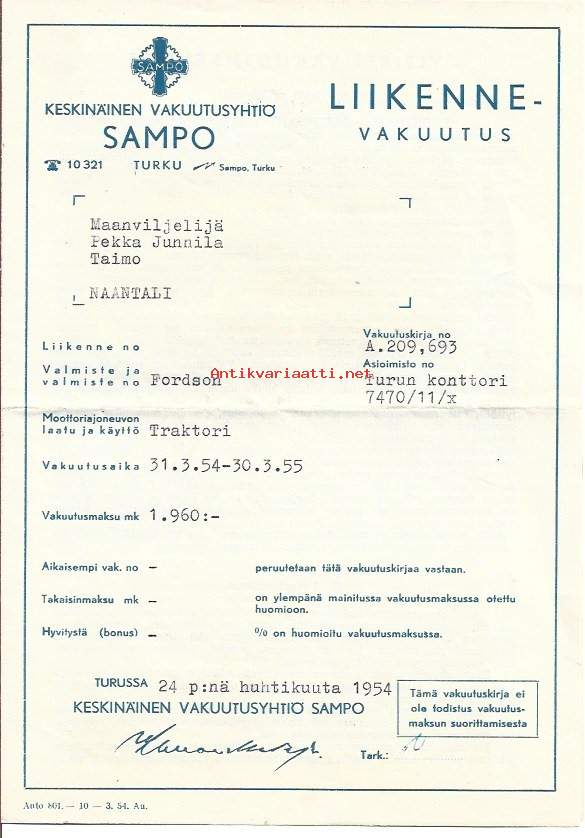 SAMPO
KESKINÄINEN VAKUUTUSYHTIÖ
SAMPO
☎ 10 321 TURKU Sampo, Turku
LIIKENNE-
VAKUUTUS
Maanviljelijä
Pekka Junnila
Taimo
NAANTALI
Vakuutuskirja no
Liikenne no A.209,693
Asioimisto no
Valmiste ja
valmiste no Fordson Turun konttori
7470/11/x
Antikvariaatti.net
Moottoriajoneuvon
laatu ja käyttö Traktori
Vakuutusaika 31.3.54-30.3.55
Vakuutusmaksu mk 1.960:-
Aikaisempi vak. no — peruutetaan tätä vakuutuskirjaa vastaan.
Takaisinmaksu mk — on ylempänä mainitussa vakuutusmaksussa otettu
huomioon.
Hyvitystä (bonus) — % on huomioitu vakuutusmaksussa.
TURUSSA 24 p:nä huhtikuuta 1954
KESKINÄINEN VAKUUTUSYHTIÖ SAMPO
Tämä vakuutuskirja ei
ole todistus vakuutus-
maksun suorittamisesta
Tark.:
Auto 801. — 10 — 3. 54. Au.